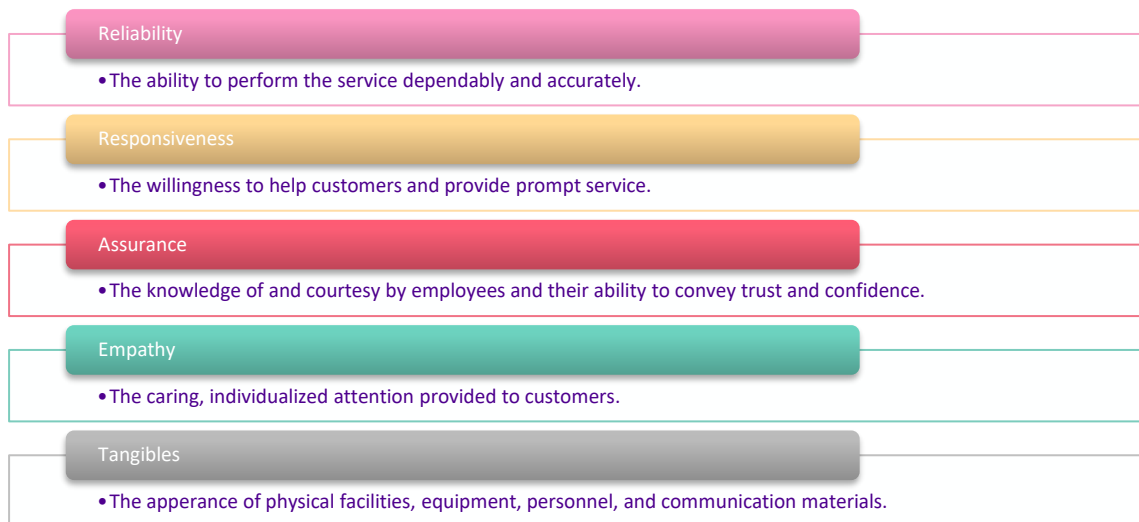 Reliability
•The ability to perform the service dependably and accurately.
Responsiveness
•The willingness to help customers and provide prompt service.
Assurance
•The knowledge of and courtesy by employees and their ability to convey trust and confidence.
Empathy
•The caring, individualized attention provided to customers.
Tangibles
•The apperance of physical facilities, equipment, personnel, and communication materials.